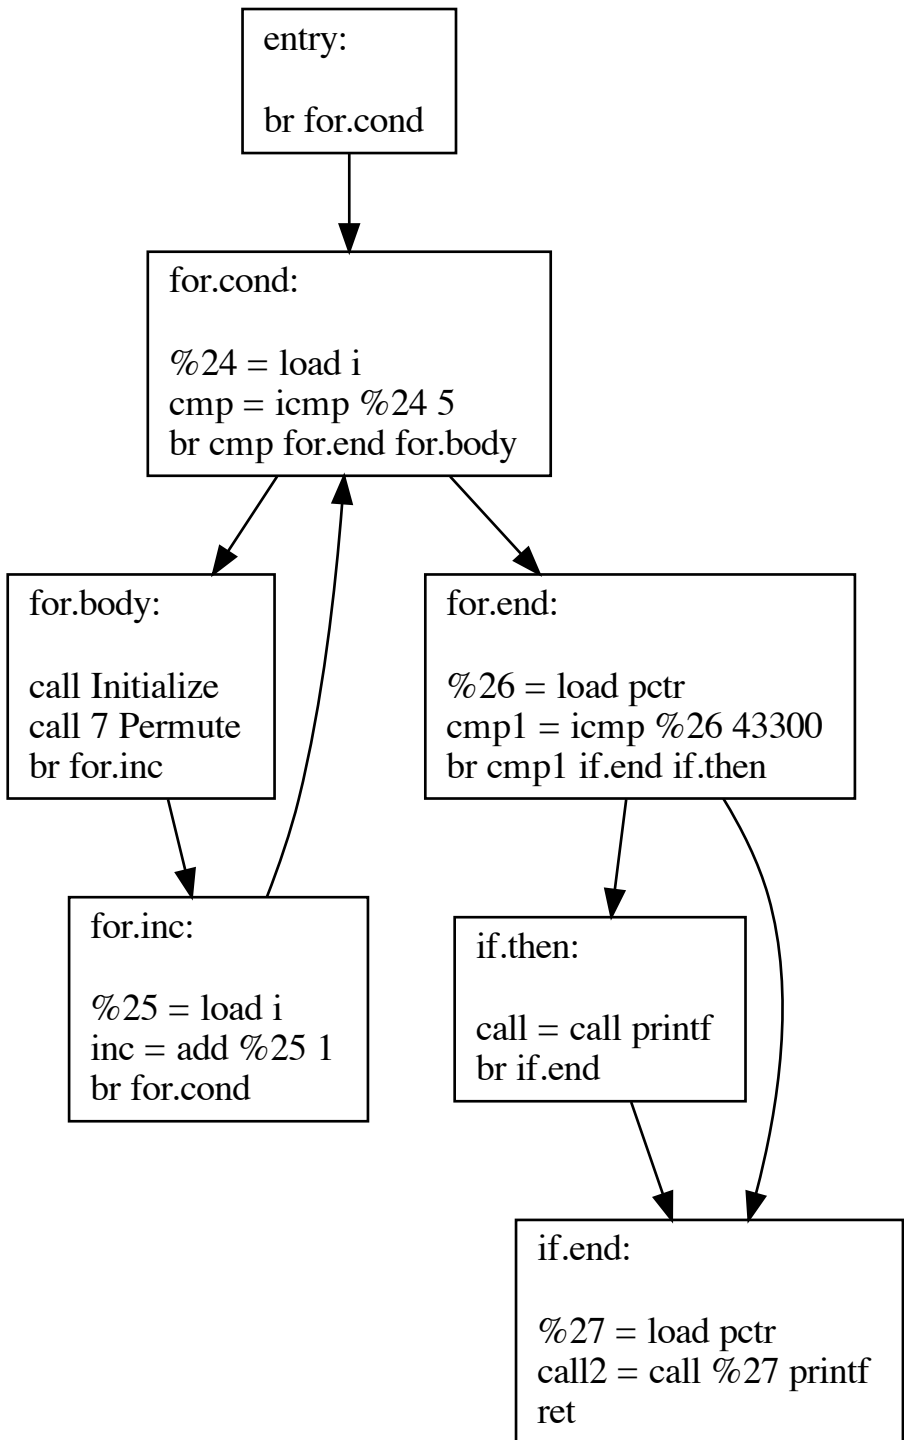 entry:
br for.cond
for.cond:
%24 = load i
cmp = icmp %24 5
br cmp for.end for.body
for.body:
call Initialize
call 7 Permute
br for.inc
for.end:
%26 = load pctr
cmp1 = icmp %26 43300
br cmp1 if.end if.then
for.inc:
%25 = load i
inc = add %25 1
br for.cond
if.then:
call = call printf
br if.end
if.end:
%27 = load pctr
call2 = call %27 printf
ret